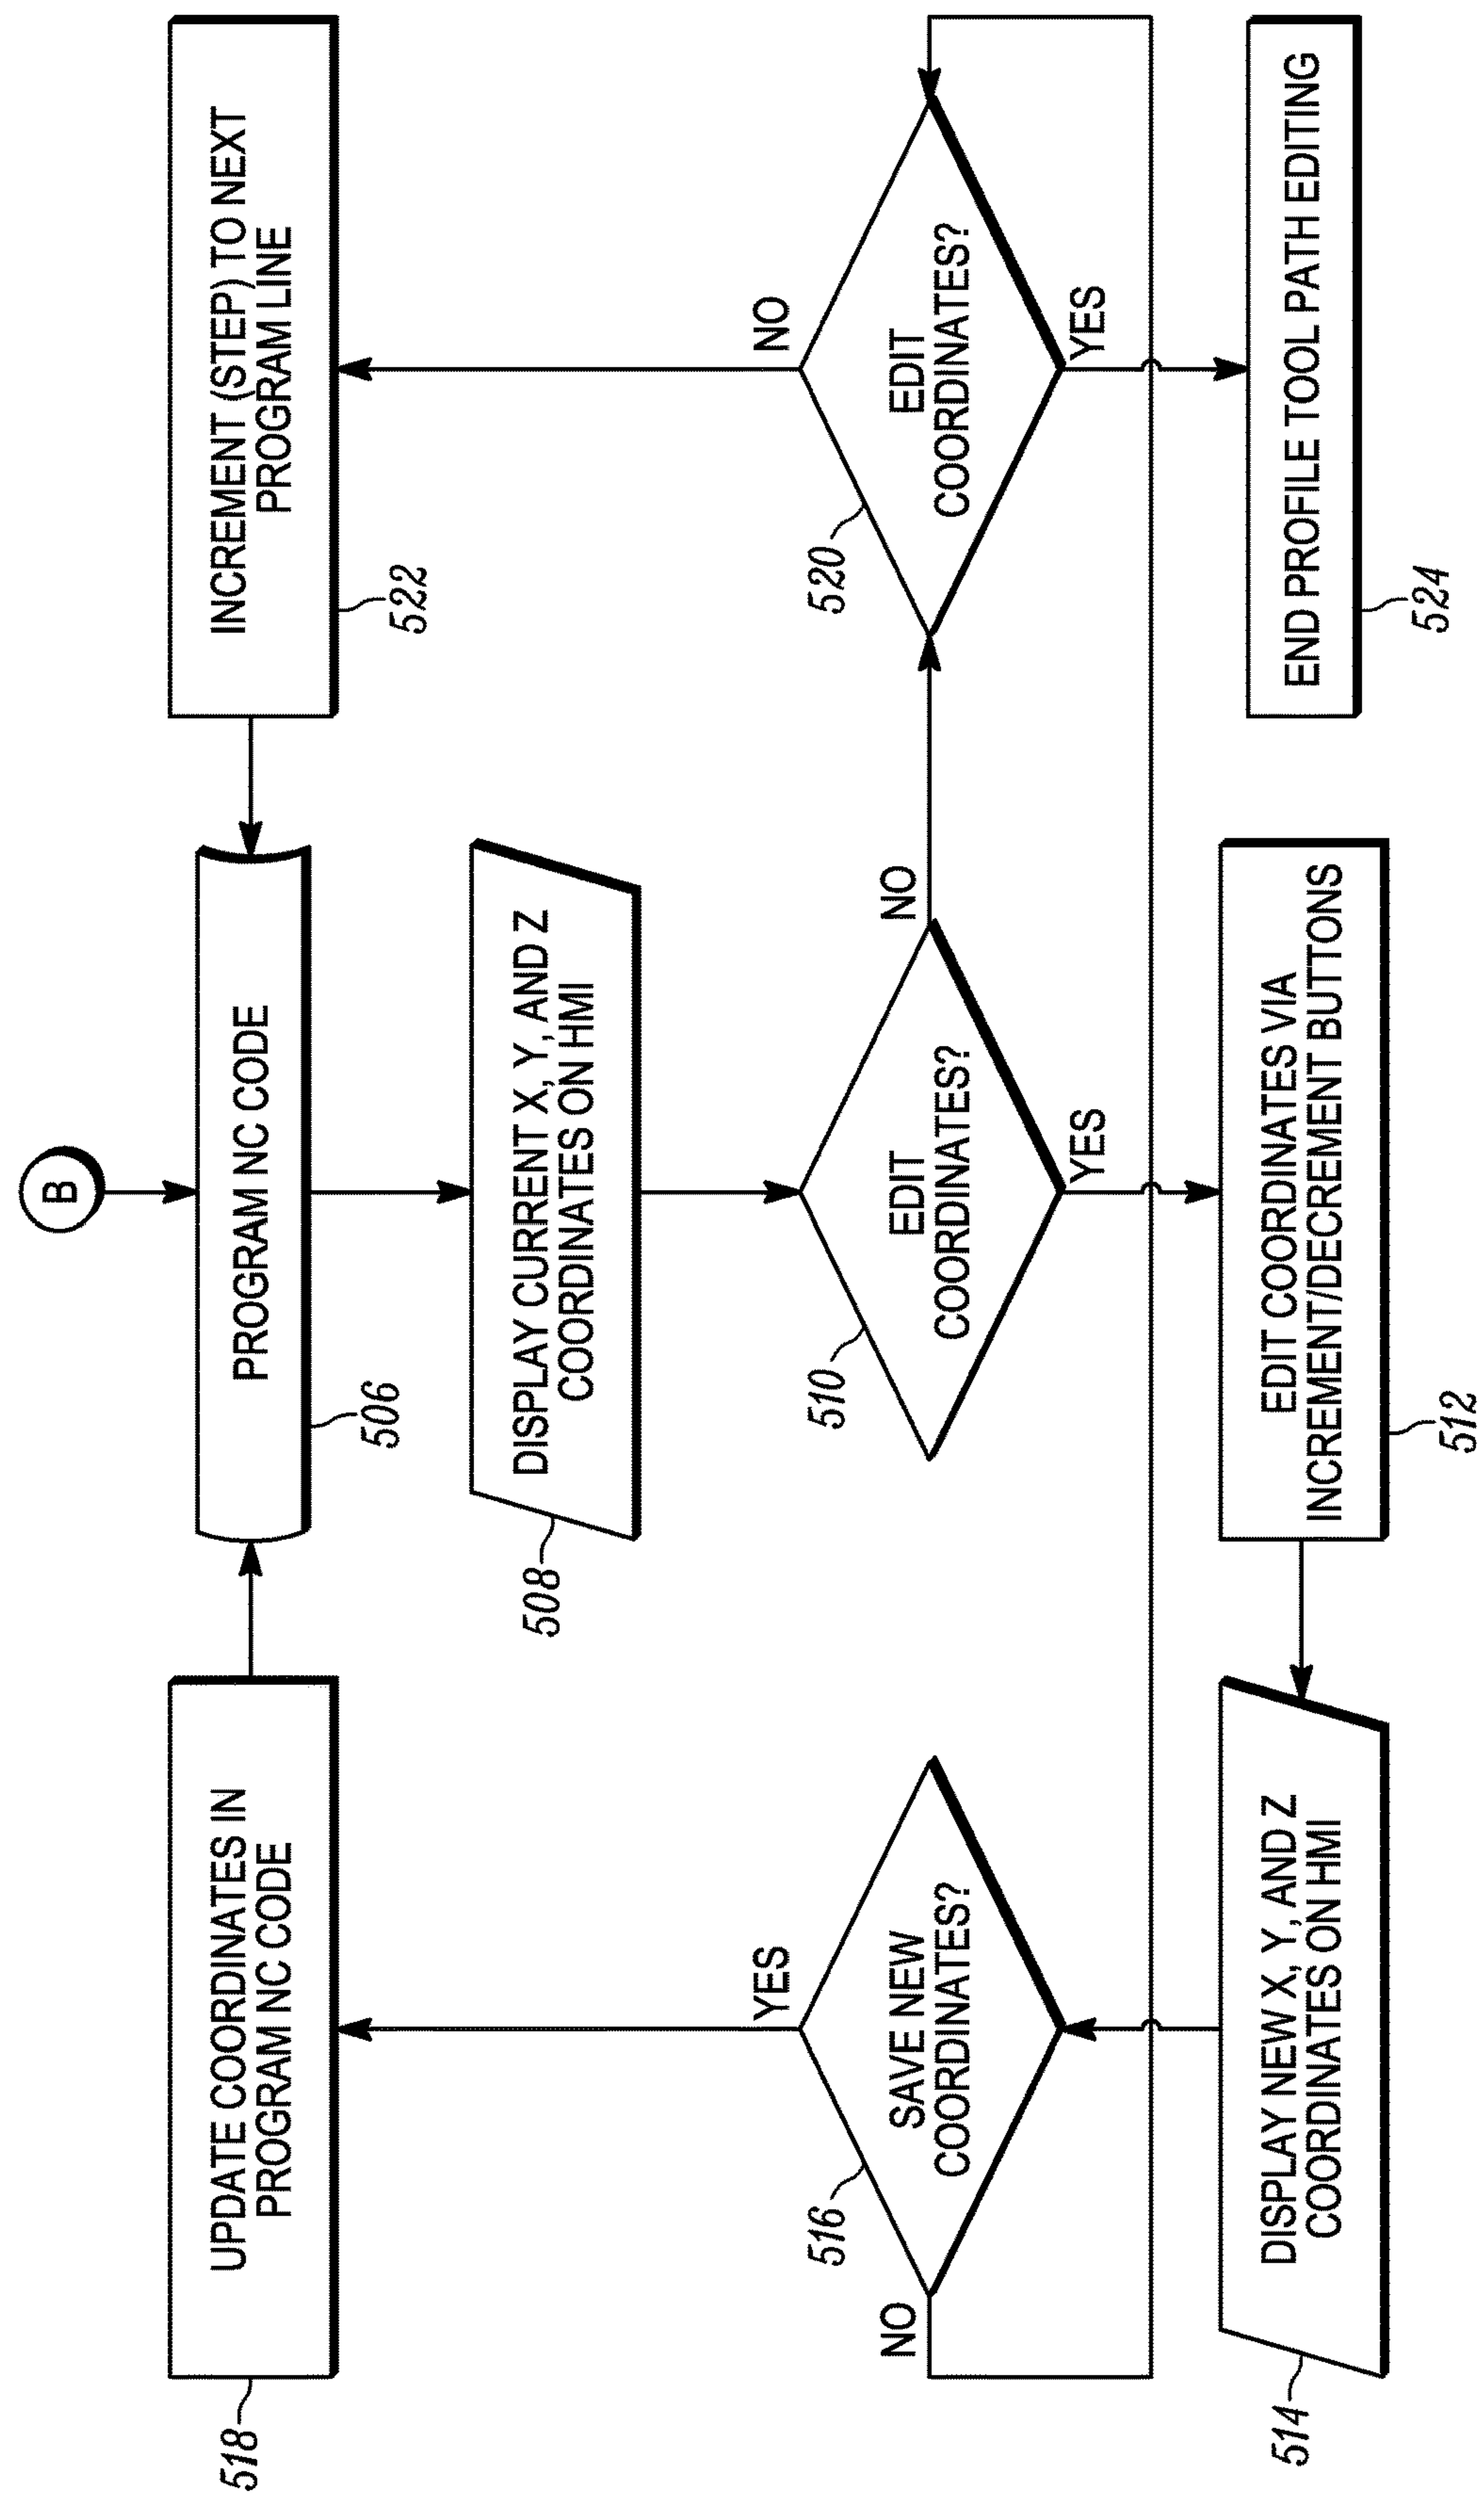 B
UPDATE COORDINATES IN
PROGRAM NC CODE
518
PROGRAM NC CODE
506
INCREMENT (STEP) TO NEXT
PROGRAM LINE
522
DISPLAY CURRENT X, Y, AND Z
COORDINATES ON HMI
508
YES
NO
SAVE NEW
COORDINATES?
516
NO
EDIT
COORDINATES?
510
NO
YES
EDIT
COORDINATES?
520
YES
DISPLAY NEW X, Y, AND Z
COORDINATES ON HMI
514
EDIT COORDINATES VIA
INCREMENT/DECREMENT BUTTONS
512
END PROFILE TOOL PATH EDITING
524